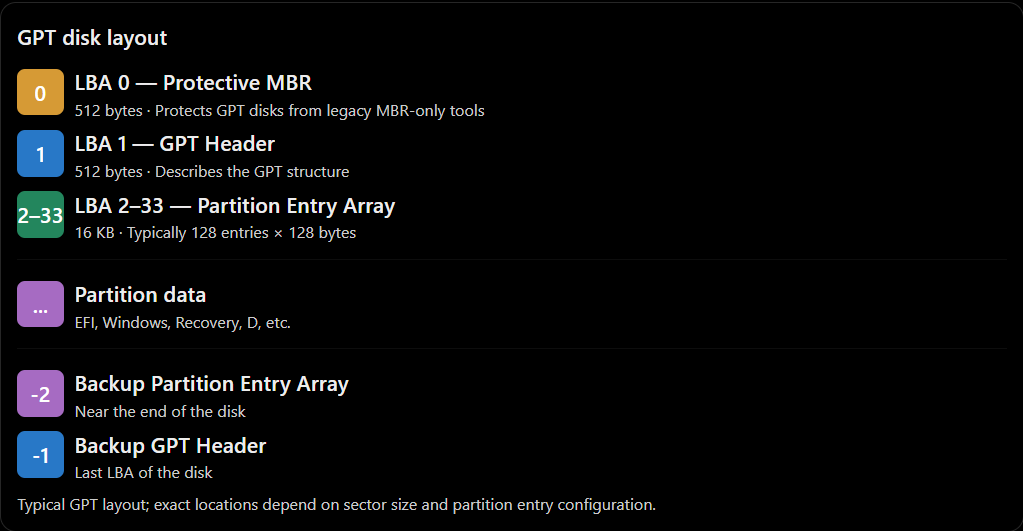 GPT disk layout
0
LBA 0 — Protective MBR
512 bytes · Protects GPT disks from legacy MBR-only tools
1
LBA 1 — GPT Header
512 bytes · Describes the GPT structure
2–33
LBA 2–33 — Partition Entry Array
16 KB · Typically 128 entries × 128 bytes
...
Partition data
EFI, Windows, Recovery, D, etc.
-2
Backup Partition Entry Array
Near the end of the disk
-1
Backup GPT Header
Last LBA of the disk
Typical GPT layout; exact locations depend on sector size and partition entry configuration.